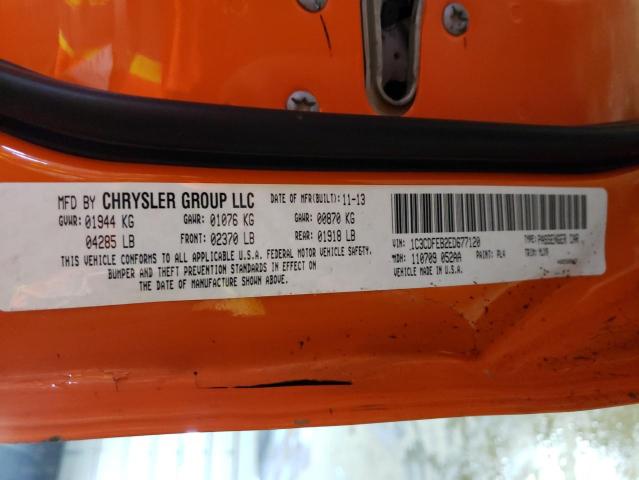 MFD BY CHRYSLER GROUP LLC DATE OF MFR(BUILT): 11-13
GVWR: 01944 KG GAWR: 01076 KG GAWR: 00870 KG
04285 LB FRONT: 02370 LB REAR: 01918 LB
THIS VEHICLE CONFORMS TO ALL APPLICABLE U.S.A. FEDERAL MOTOR VEHICLE SAFETY,
BUMPER AND THEFT PREVENTION STANDARDS IN EFFECT ON
THE DATE OF MANUFACTURE SHOWN ABOVE.
VIN: 1C3CDFEB2ED677120 TYPE: PASSENGER CAR
MDH: 110709 052AA PAINT: PL4 TRIM:
VEHICLE MADE IN U.S.A.